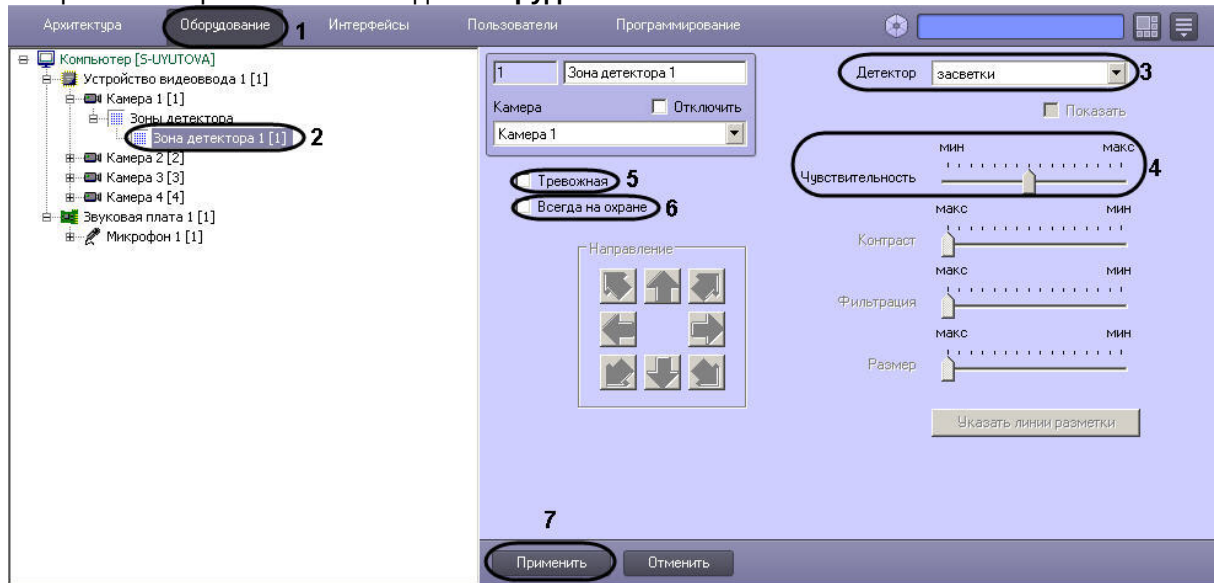 Архитектура Оборудование 1 Интерфейсы Пользователи Программирование
Компьютер [S-UYUTOVA]
Устройство видеоввода 1 [1]
Камера 1 [1]
Зоны детектора
Зона детектора 1 [1] 2
Камера 2 [2]
Камера 3 [3]
Камера 4 [4]
Звуковая плата 1 [1]
Микрофон 1 [1]
1 Зона детектора 1
Камера Отключить
Камера 1
Тревожная 5
Всегда на охране 6
Направление
Детектор засветки 3
Показать
мин макс
Чувствительность 4
макс мин
Контраст
макс мин
Фильтрация
макс мин
Размер
Указать линии разметки
7
Применить Отменить